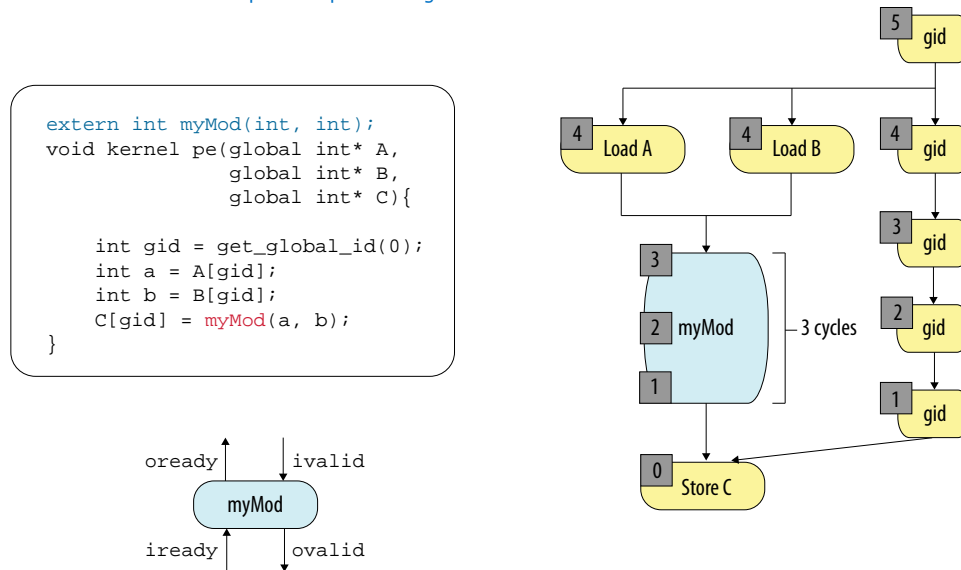 extern int myMod(int, int);
void kernel pe(global int* A,
global int* B,
global int* C){
int gid = get_global_id(0);
int a = A[gid];
int b = B[gid];
C[gid] = myMod(a, b);
}
oready
ivalid
myMod
iready
ovalid
5
gid
4
Load A
4
Load B
4
gid
3
gid
3
2
myMod
1
3 cycles
2
gid
1
gid
0
Store C